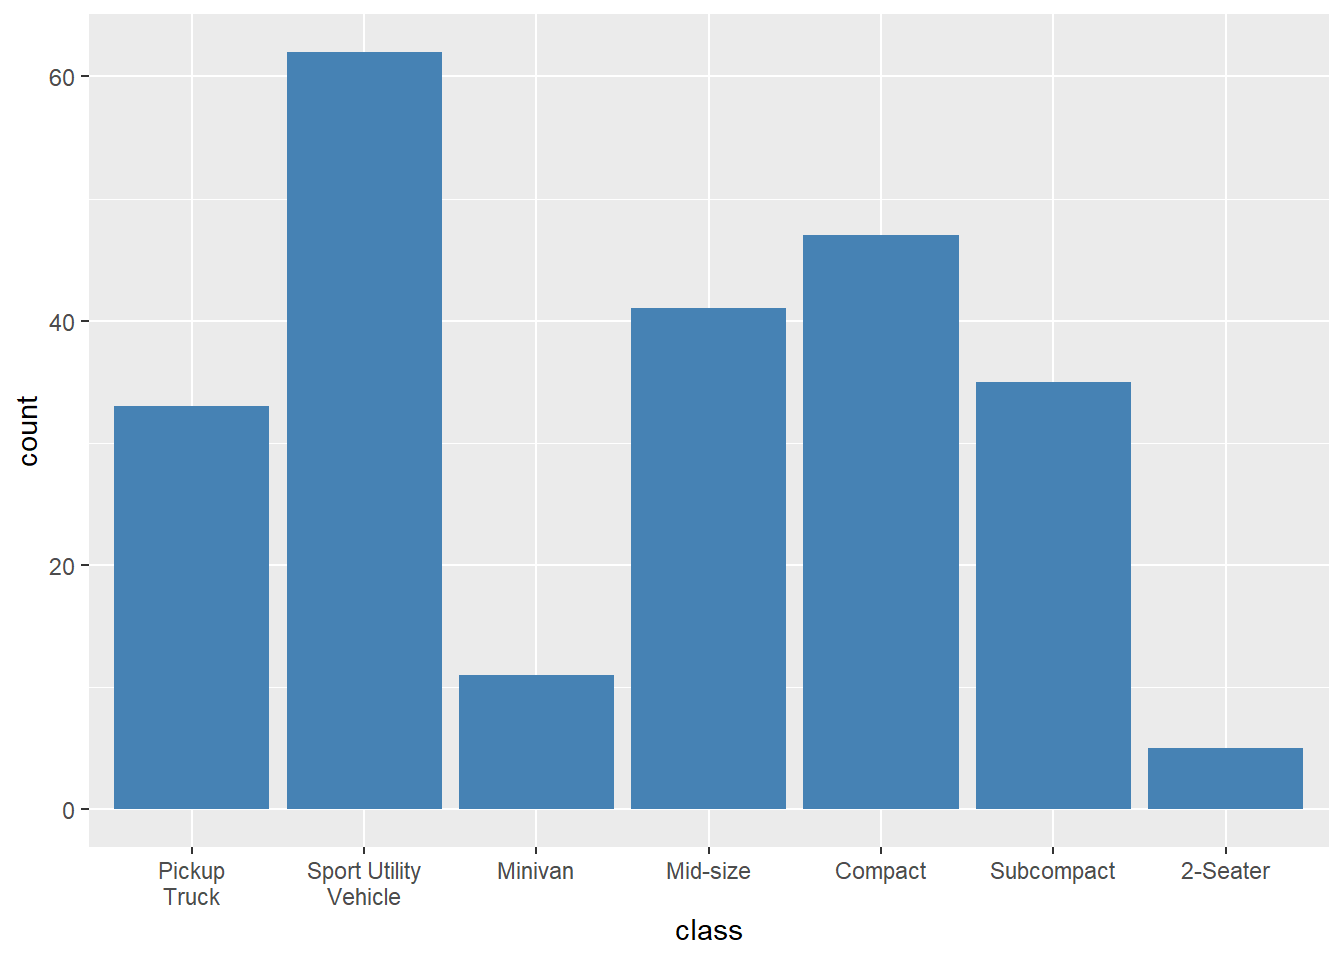 60
40
20
0
count
Pickup
Truck
Sport Utility
Vehicle
Minivan
Mid-size
Compact
Subcompact
2-Seater
class